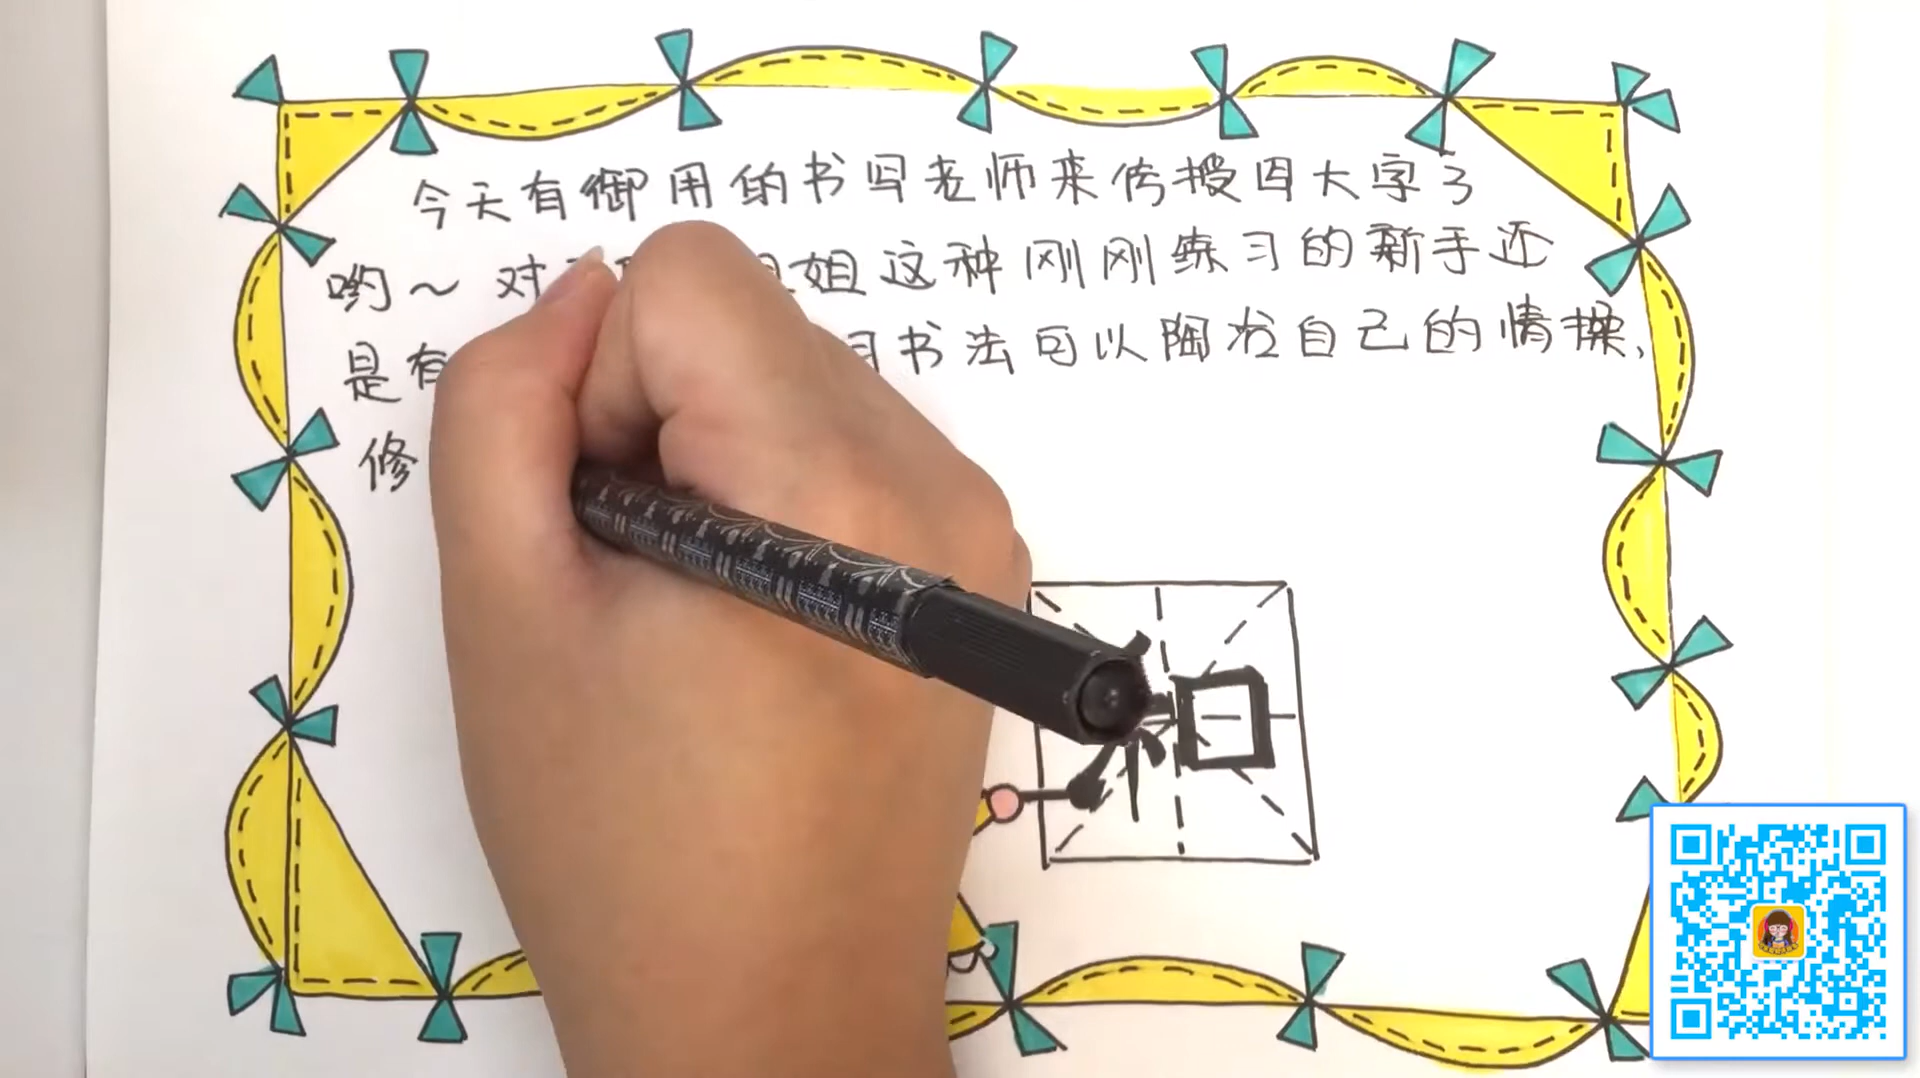 今天有御用的书写老师来传授四大字了
哟～对姐姐这种刚刚练习的新手还
是有书法可以陶冶自己的情操、
修
和